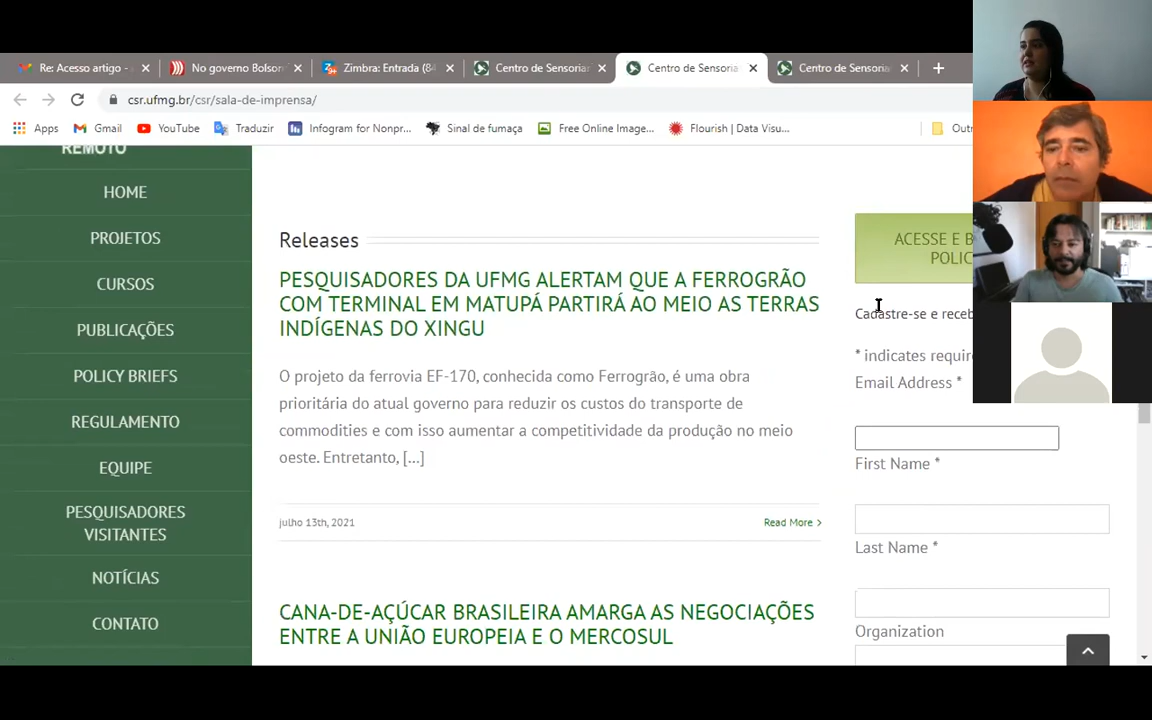 Re: Acesso artigo -
No governo Bolson
Zimbra: Entrada (84
Centro de Sensoria
Centro de Sensoria
Centro de Sensoria
csr.ufmg.br/csr/sala-de-imprensa/
Apps
Gmail
YouTube
Traduzir
Infogram for Nonpr...
Sinal de fumaça
Free Online Image...
Flourish | Data Visu...
Outr
REMOTO
HOME
PROJETOS
CURSOS
PUBLICAÇÕES
POLICY BRIEFS
REGULAMENTO
EQUIPE
PESQUISADORES
VISITANTES
NOTÍCIAS
CONTATO
Releases
PESQUISADORES DA UFMG ALERTAM QUE A FERROGRÃO
COM TERMINAL EM MATUPÁ PARTIRÁ AO MEIO AS TERRAS
INDÍGENAS DO XINGU
O projeto da ferrovia EF-170, conhecida como Ferrogrão, é uma obra
prioritária do atual governo para reduzir os custos do transporte de
commodities e com isso aumentar a competitividade da produção no meio
oeste. Entretanto, [...]
julho 13th, 2021
Read More
CANA-DE-AÇÚCAR BRASILEIRA AMARGA AS NEGOCIAÇÕES
ENTRE A UNIÃO EUROPEIA E O MERCOSUL
ACESSE E B
POLIC
Cadastre-se e receb
* indicates requir
Email Address *
First Name *
Last Name *
Organization